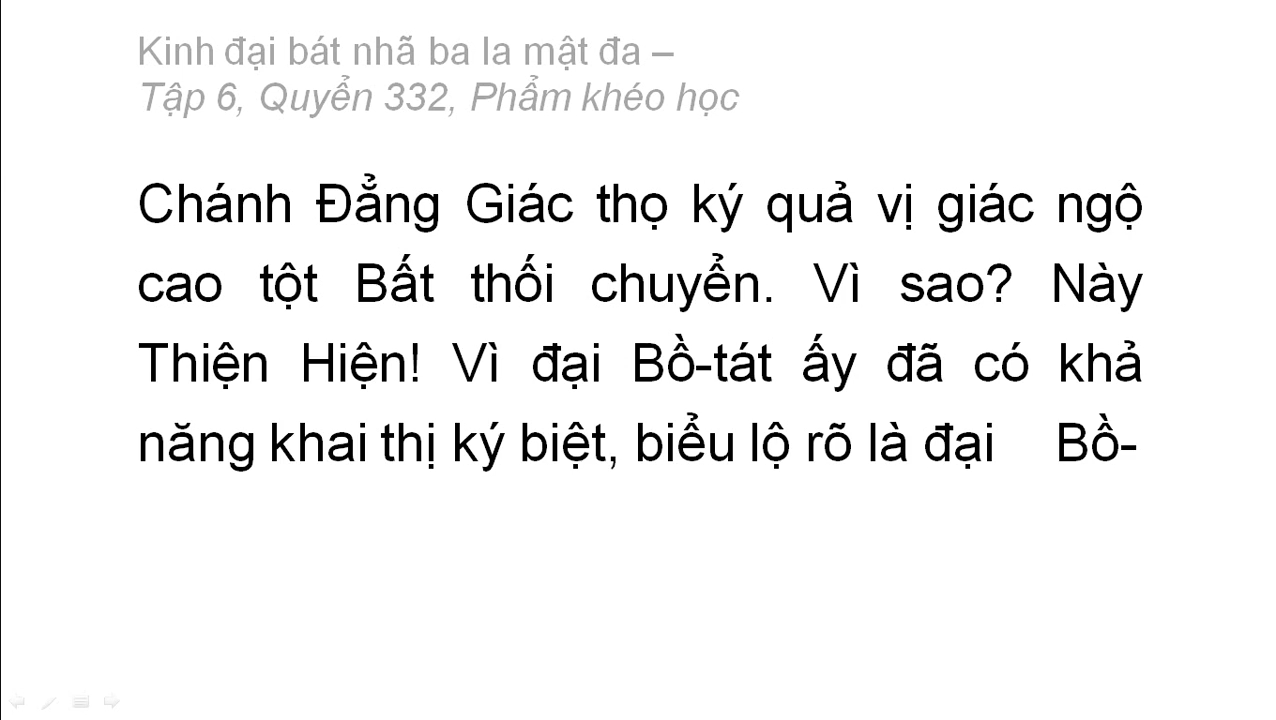 Kinh đại bát nhã ba la mật đa –
Tập 6, Quyển 332, Phẩm khéo học
Chánh Đẳng Giác thọ ký quả vị giác ngộ
cao tột Bất thối chuyển. Vì sao? Này
Thiện Hiện! Vì đại Bồ-tát ấy đã có khả
năng khai thị ký biệt, biểu lộ rõ là đại Bồ-